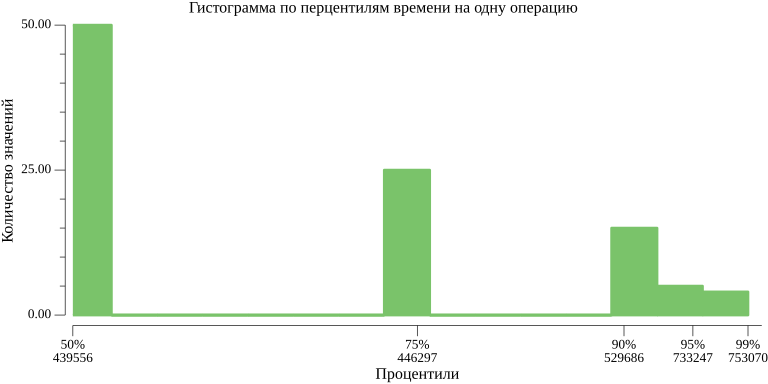 Гистограмма по перцентилям времени на одну операцию
Количество значений
50.00
25.00
0.00
50% 75% 90% 95% 99%
439556 446297 529686 733247 753070
Процентили